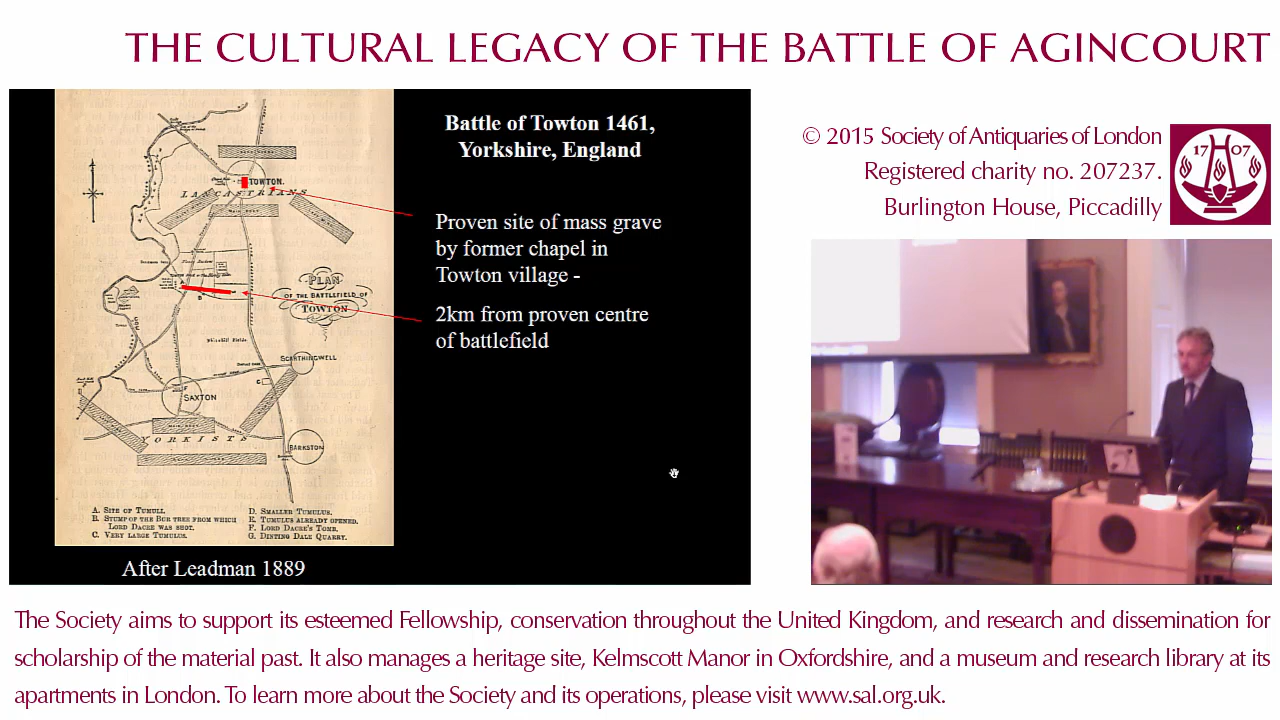 THE CULTURAL LEGACY OF THE BATTLE OF AGINCOURT
© 2015 Society of Antiquaries of London
Registered charity no. 207237.
Burlington House, Piccadilly
17 07
Battle of Towton 1461,
Yorkshire, England
Proven site of mass grave
by former chapel in
Towton village -
2km from proven centre
of battlefield
TOWTON.
LANCASTRIANS
PLAN
OF THE BATTLEFIELD OF
TOWTON
SCARTHINGWELL
SAXTON
YORKISTS
BARKSTON
A. SITE OF TUMULI.
B. STUMP OF THE BUR TREE FROM WHICH
LORD DACRE WAS SHOT.
C. VERY LARGE TUMULUS.
D. SMALLER TUMULUS.
E. TUMULUS ALREADY OPENED.
F. LORD DACRE'S TOMB.
G. DINTING DALE QUARRY.
After Leadman 1889
The Society aims to support its esteemed Fellowship, conservation throughout the United Kingdom, and research and dissemination for
scholarship of the material past. It also manages a heritage site, Kelmscott Manor in Oxfordshire, and a museum and research library at its
apartments in London. To learn more about the Society and its operations, please visit www.sal.org.uk.